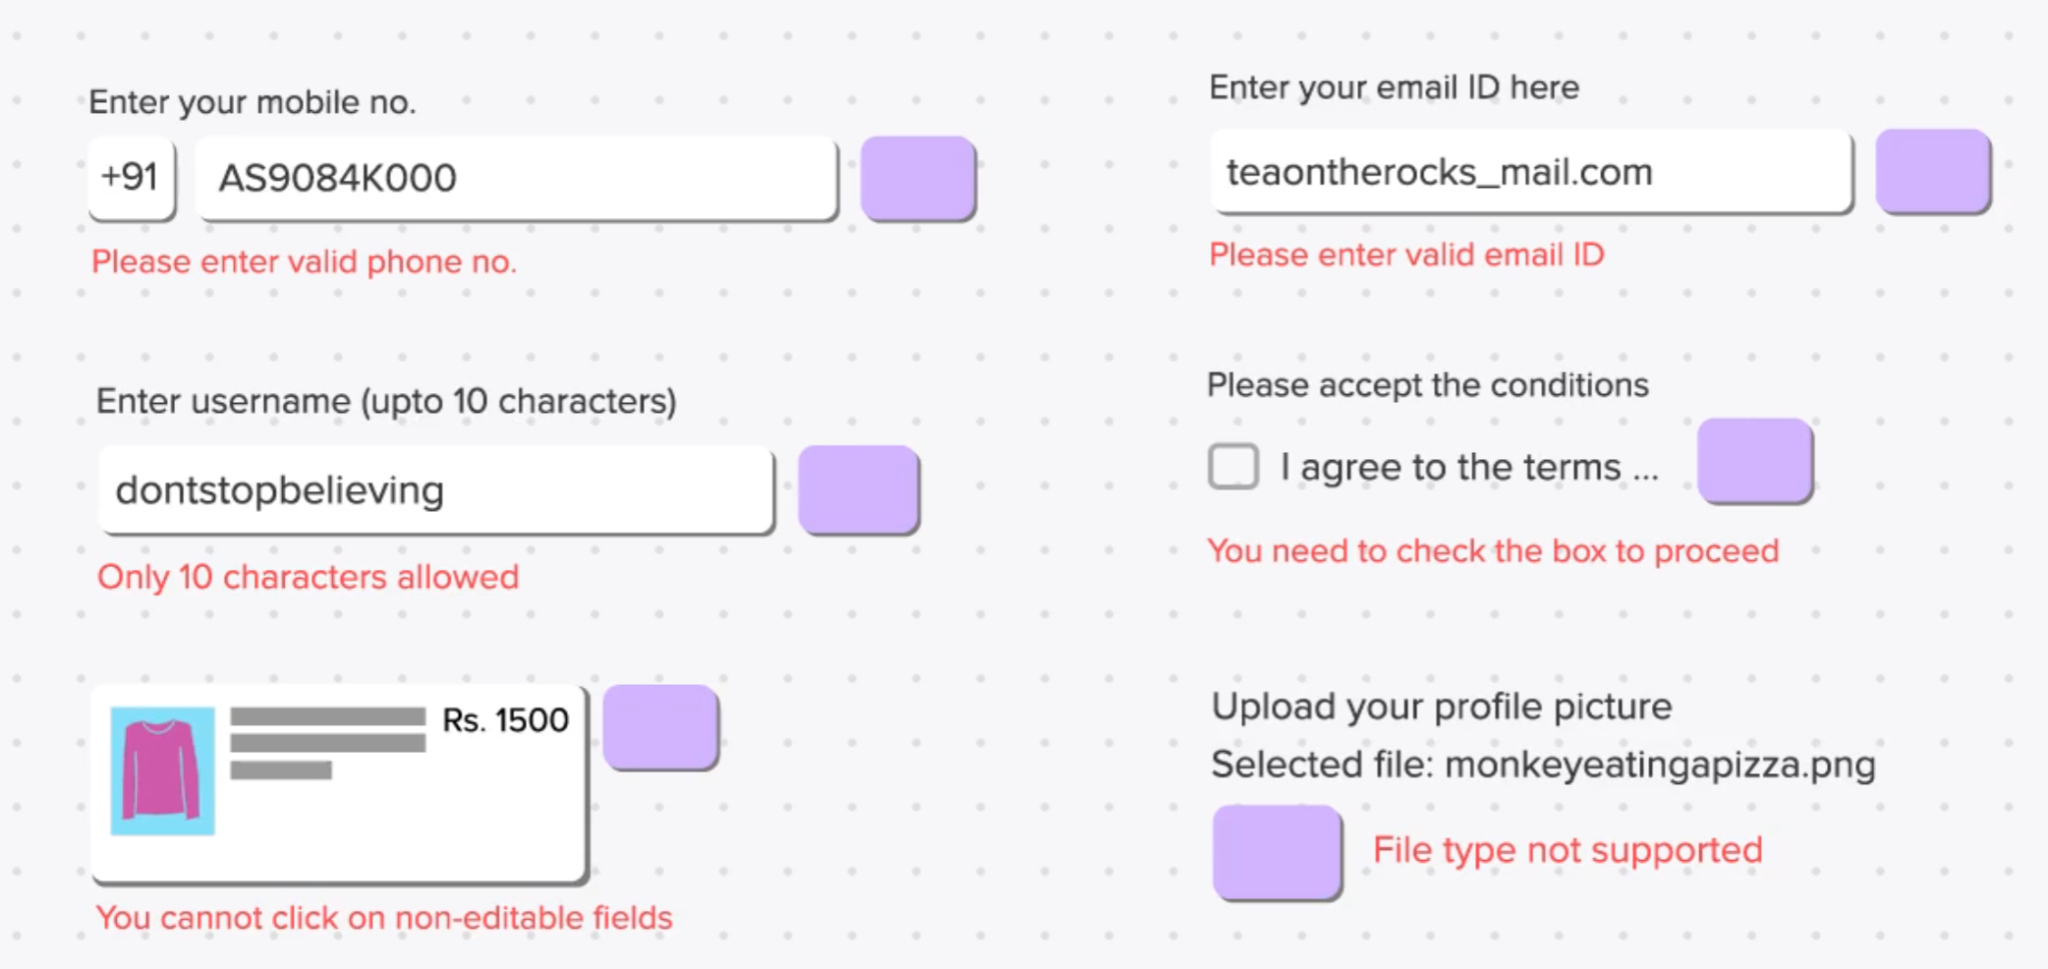 Enter your mobile no.
+91 AS9084K000
Please enter valid phone no.
Enter your email ID here
teaontherocks_mail.com
Please enter valid email ID
Enter username (upto 10 characters)
dontstopbelieving
Only 10 characters allowed
Please accept the conditions
I agree to the terms ...
You need to check the box to proceed
Rs. 1500
You cannot click on non-editable fields
Upload your profile picture
Selected file: monkeyeatingapizza.png
File type not supported